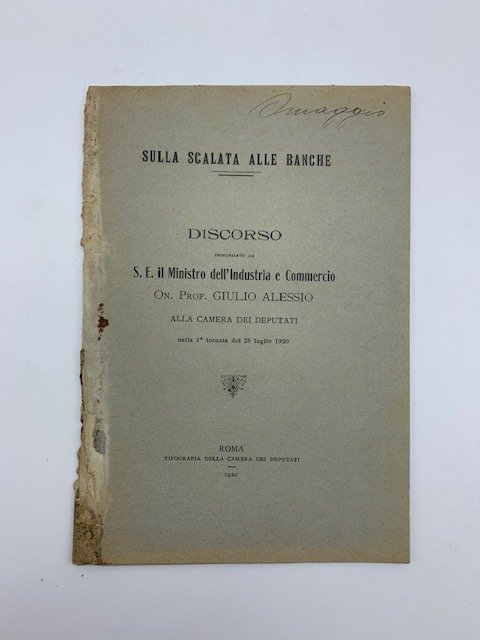 Omaggio
SULLA SCALATA ALLE BANCHE
DISCORSO
PRONUNZIATO DA
S. E. il Ministro dell'Industria e Commercio
ON. PROF. GIULIO ALESSIO
ALLA CAMERA DEI DEPUTATI
nella 1ª tornata del 28 luglio 1920
ROMA
TIPOGRAFIA DELLA CAMERA DEI DEPUTATI
1920